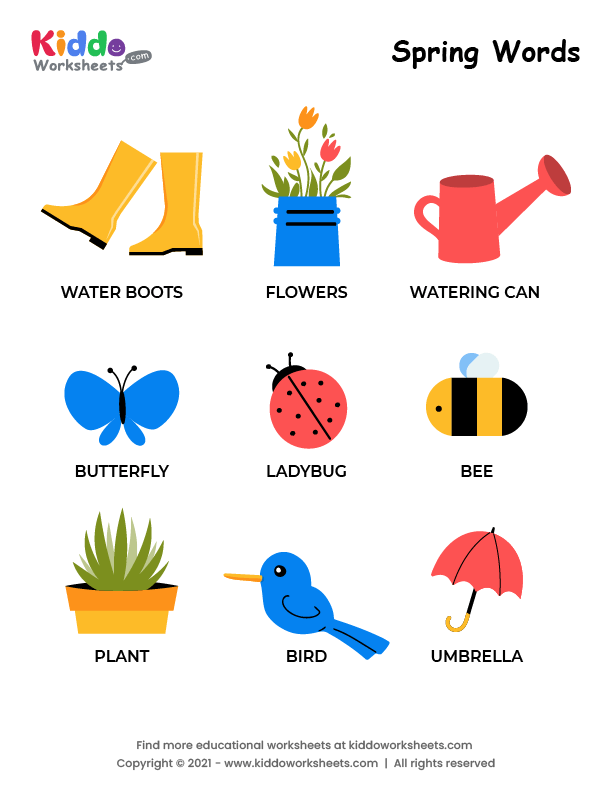 Kiddo
Worksheets .com
Spring Words
WATER BOOTS
FLOWERS
WATERING CAN
BUTTERFLY
LADYBUG
BEE
PLANT
BIRD
UMBRELLA
Find more educational worksheets at kiddoworksheets.com
Copyright © 2021 - www.kiddoworksheets.com | All rights reserved